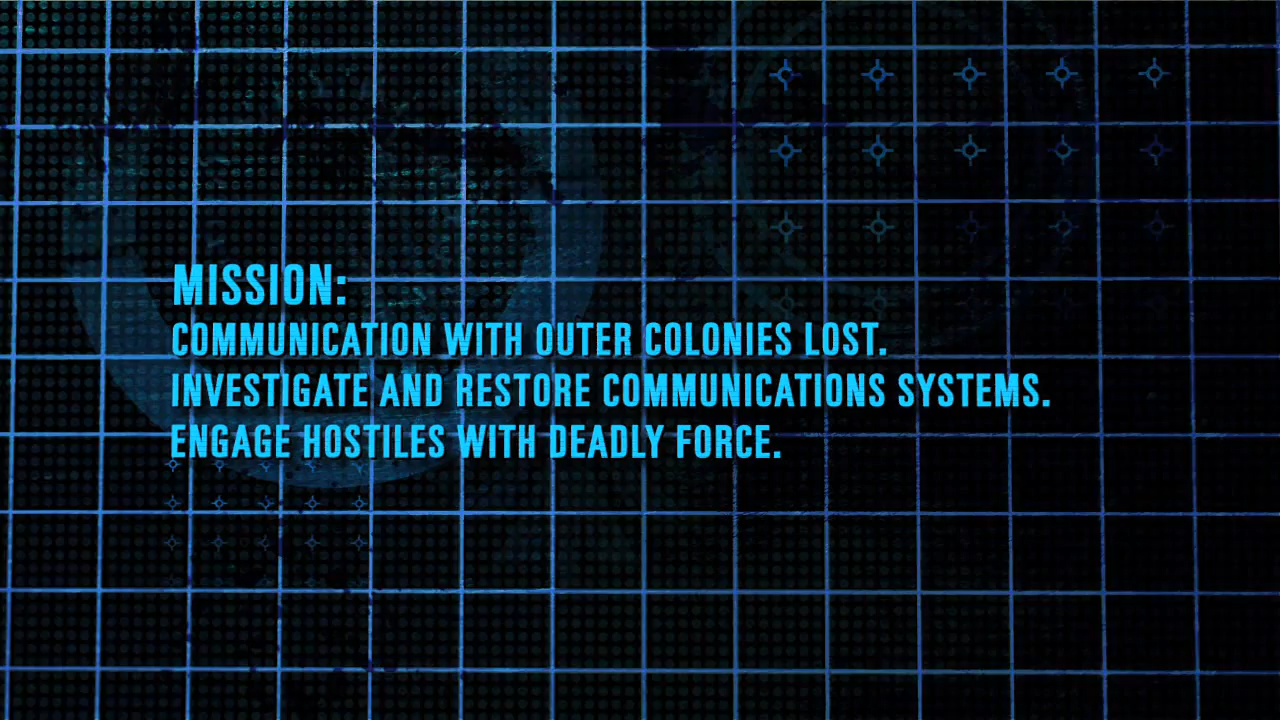 MISSION:
COMMUNICATION WITH OUTER COLONIES LOST.
INVESTIGATE AND RESTORE COMMUNICATIONS SYSTEMS.
ENGAGE HOSTILES WITH DEADLY FORCE.